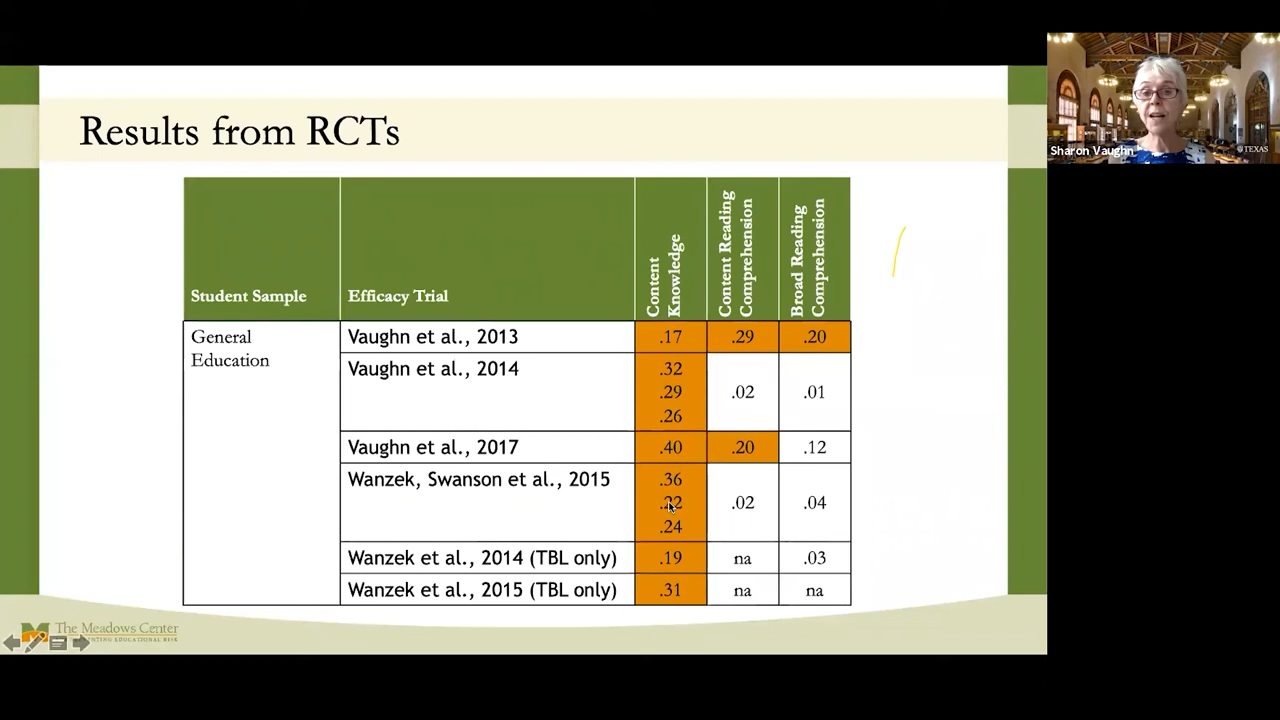 Results from RCTs
Sharon Vaughn
TEXAS
Student Sample
Efficacy Trial
Content
Knowledge
Content Reading
Comprehension
Broad Reading
Comprehension
General
Education
Vaughn et al., 2013 .17 .29 .20
Vaughn et al., 2014 .32
.29 .02 .01
.26
Vaughn et al., 2017 .40 .20 .12
Wanzek, Swanson et al., 2015 .36
.22 .02 .04
.24
Wanzek et al., 2014 (TBL only) .19 na .03
Wanzek et al., 2015 (TBL only) .31 na na
The Meadows Center
EDUCATIONAL RISK